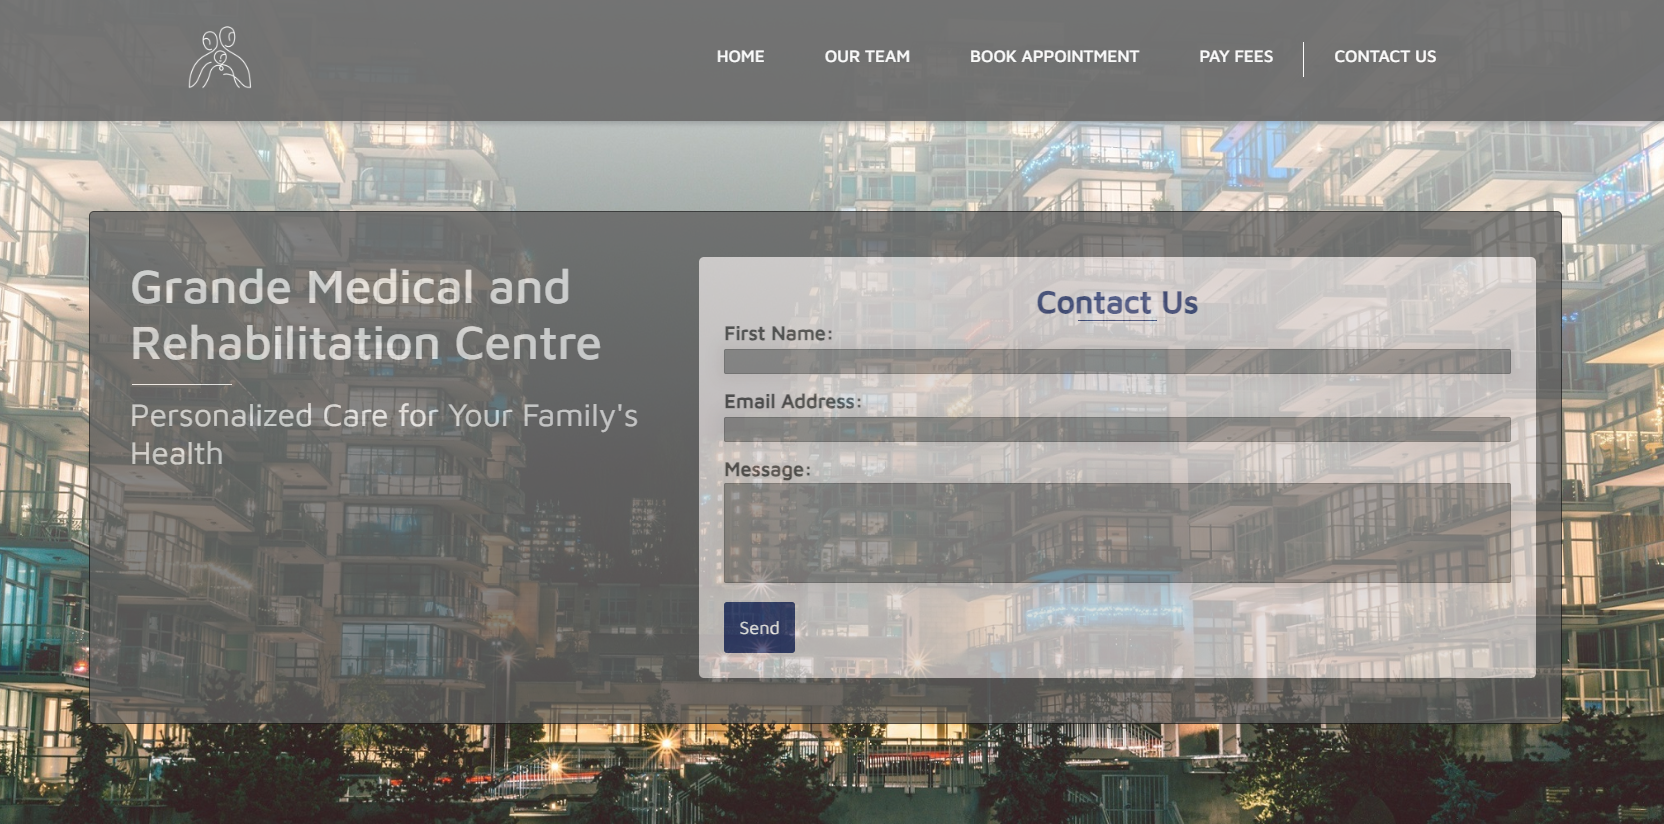 HOME OUR TEAM BOOK APPOINTMENT PAY FEES CONTACT US
Grande Medical and
Rehabilitation Centre
Personalized Care for Your Family's
Health
Contact Us
First Name:
Email Address:
Message:
Send